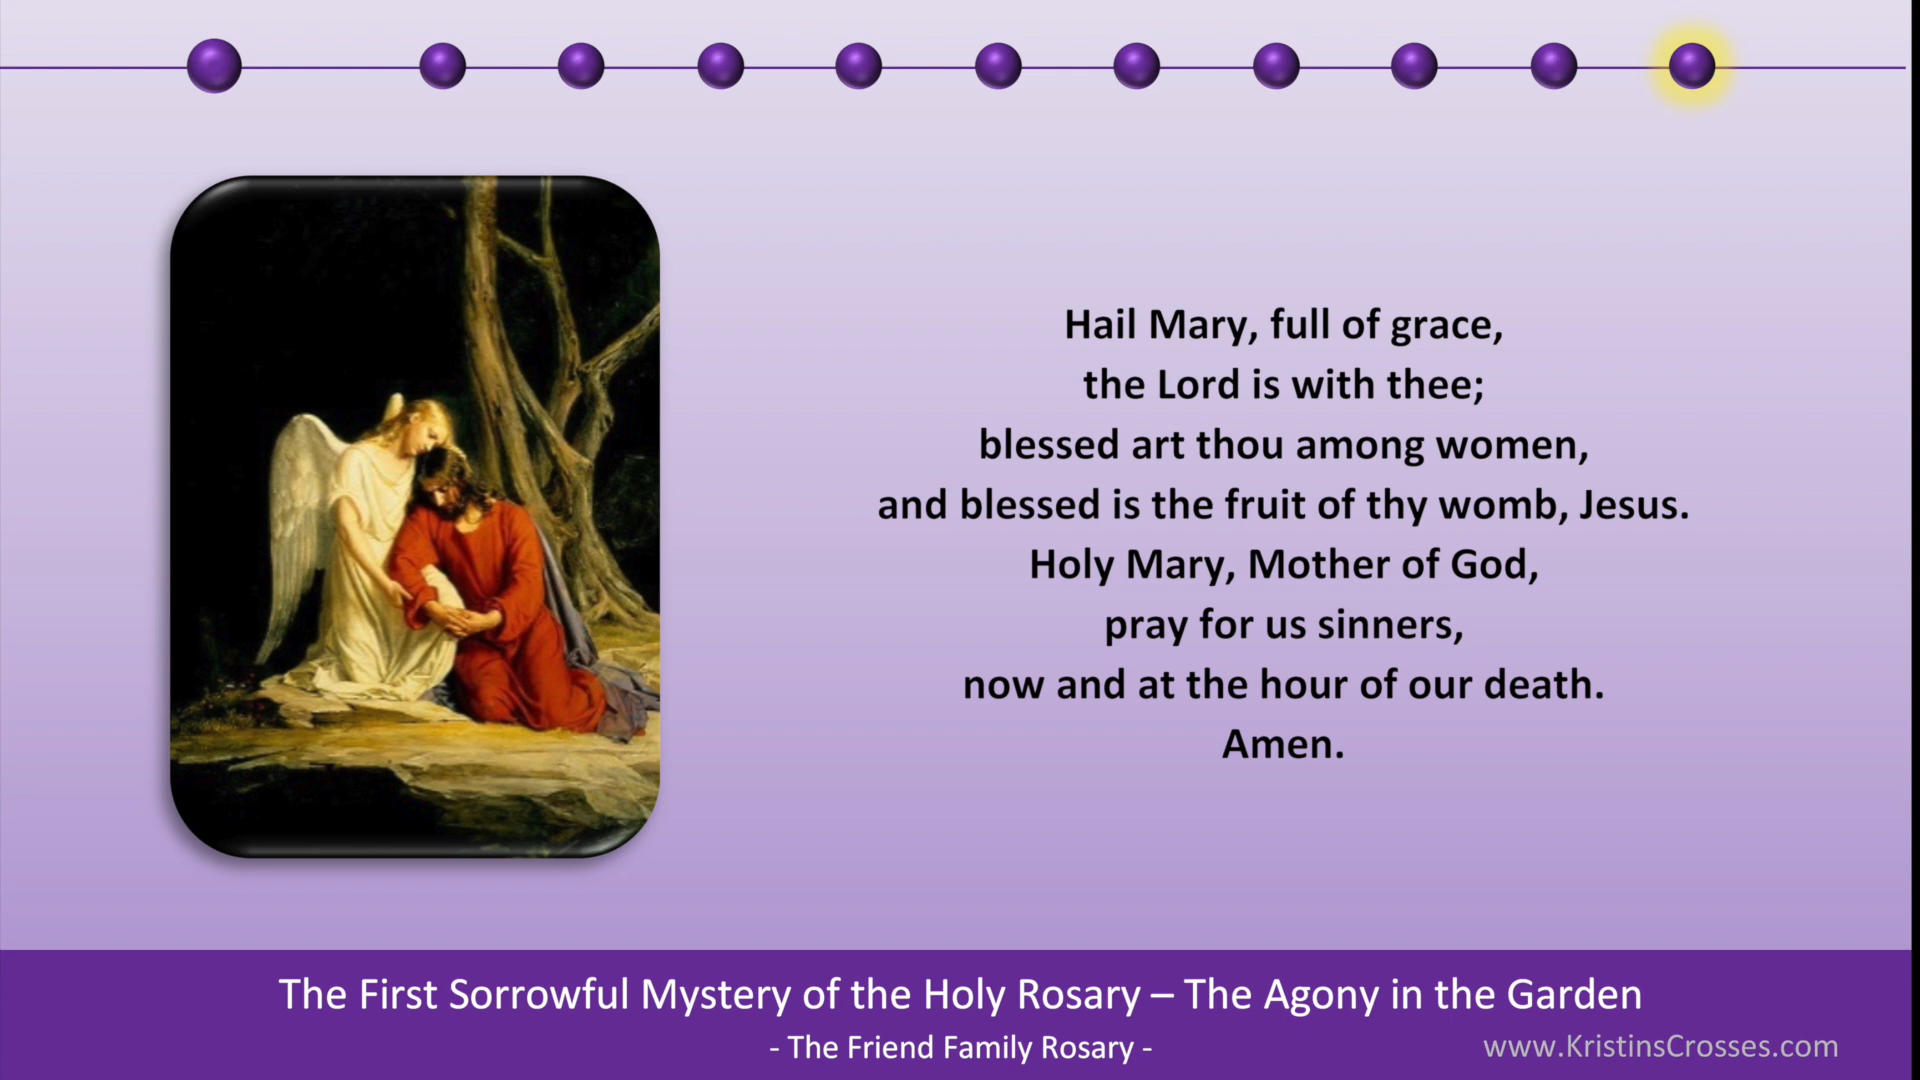 Hail Mary, full of grace,
the Lord is with thee;
blessed art thou among women,
and blessed is the fruit of thy womb, Jesus.
Holy Mary, Mother of God,
pray for us sinners,
now and at the hour of our death.
Amen.
The First Sorrowful Mystery of the Holy Rosary – The Agony in the Garden
- The Friend Family Rosary -
www.KristinsCrosses.com